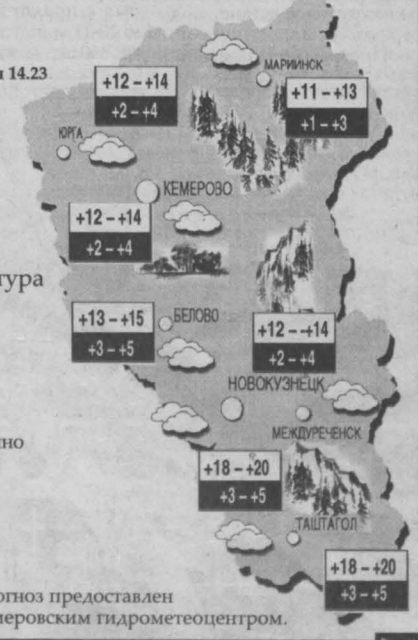 14.23
МАРИИНСК
+12 – +14
+2 – +4
+11 – +13
+1 – +3
ЮРГА
КЕМЕРОВО
+12 – +14
+2 – +4
тура
+13 – +15
+3 – +5
БЕЛОВО
+12 – +14
+2 – +4
НОВОКУЗНЕЦК
МЕЖДУРЕЧЕНСК
но
+18 – +20
+3 – +5
ТАШТАГОЛ
+18 – +20
+3 – +5
огноз предоставлен
меровским гидрометеоцентром.